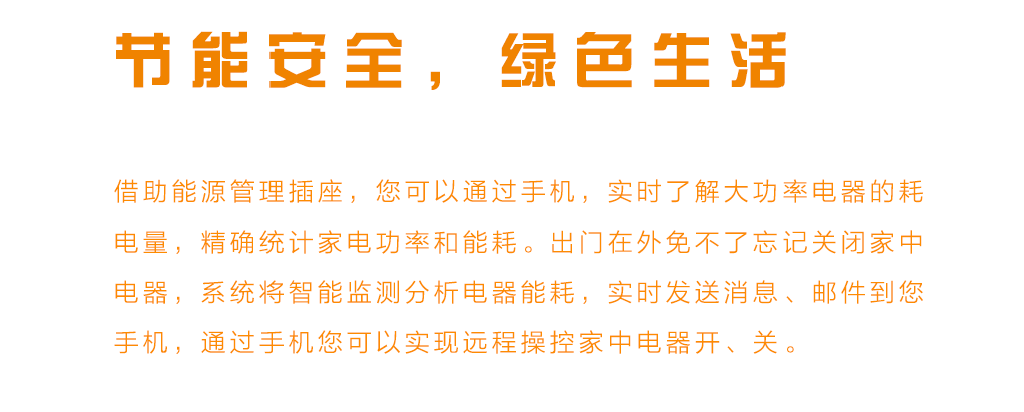 节能安全，绿色生活
借助能源管理插座，您可以通过手机，实时了解大功率电器的耗
电量，精确统计家电功率和能耗。出门在外免不了忘记关闭家中
电器，系统将智能监测分析电器能耗，实时发送消息、邮件到您
手机，通过手机您可以实现远程操控家中电器开、关。